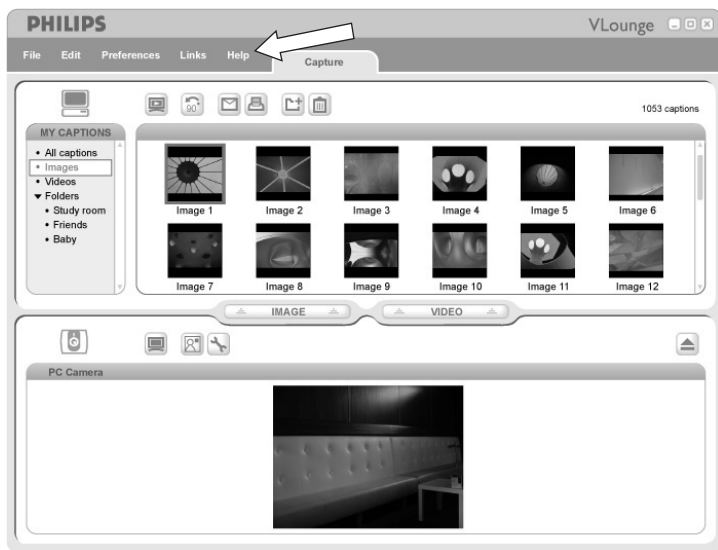 PHILIPS VLounge
File Edit Preferences Links Help Capture
90°
1053 captions
MY CAPTIONS
• All captions
• Images
• Videos
▼ Folders
• Study room
• Friends
• Baby
Image 1 Image 2 Image 3 Image 4 Image 5 Image 6
Image 7 Image 8 Image 9 Image 10 Image 11 Image 12
IMAGE VIDEO
PC Camera